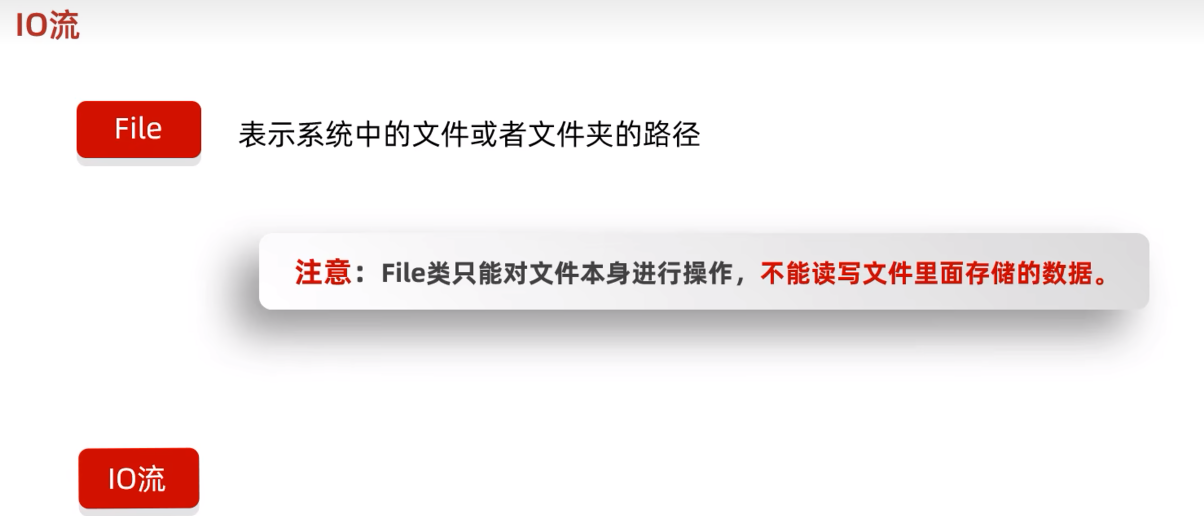 IO流
File
表示系统中的文件或者文件夹的路径
注意：File类只能对文件本身进行操作，不能读写文件里面存储的数据。
IO流